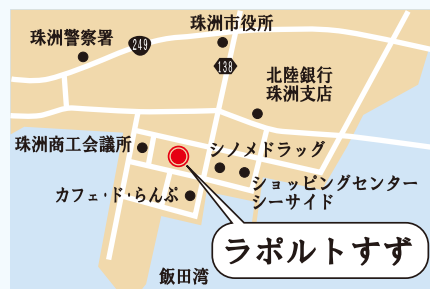 珠洲市役所
珠洲警察署
249
138
北陸銀行
珠洲支店
珠洲商工会議所
シノメドラッグ
ショッピングセンター
シーサイド
カフェ・ド・らんぷ
ラポルトすず
飯田湾